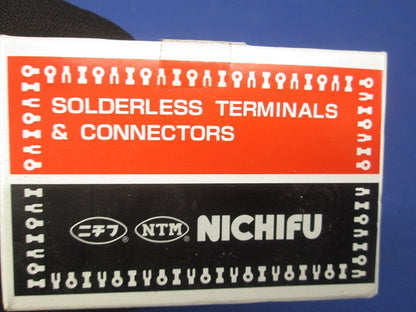 SOLDERLESS TERMINALS
& CONNECTORS
ニチフ® NTM® NICHIFU